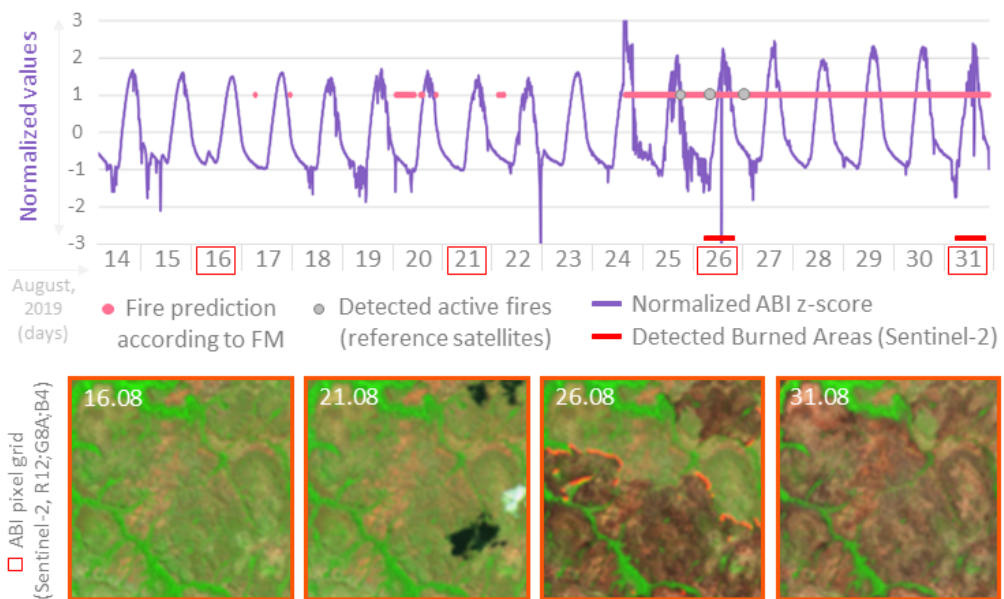 3
2
1
0
-1
-2
-3
Normalized values
14 15 16 17 18 19 20 21 22 23 24 25 26 27 28 29 30 31
August,
2019
(days)
Fire prediction
according to FM
Detected active fires
(reference satellites)
Normalized ABI z-score
Detected Burned Areas (Sentinel-2)
ABI pixel grid
(Sentinel-2, R12;G8A;B4)
16.08
21.08
26.08
31.08